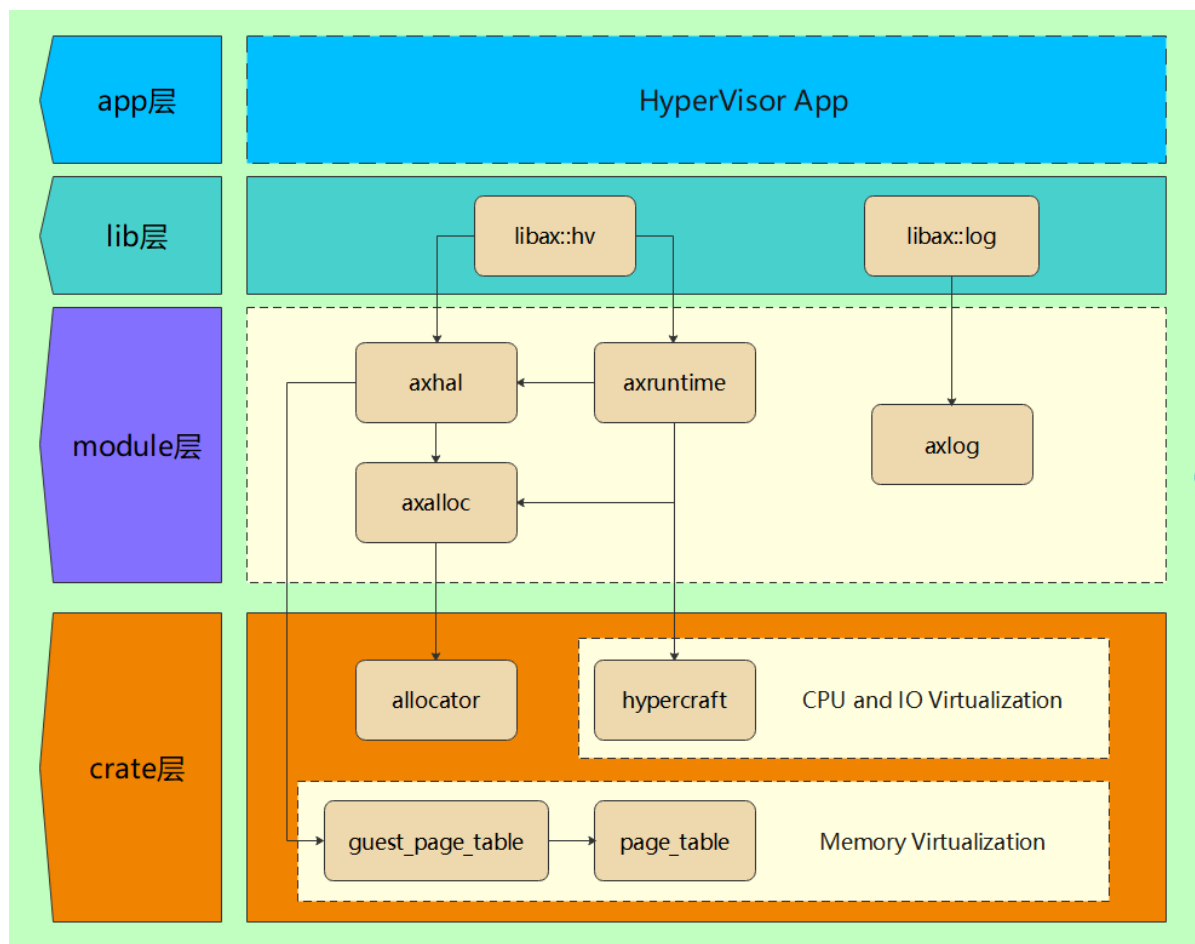 app层
HyperVisor App
lib层
libax::hv
libax::log
module层
axhal
axruntime
axlog
axalloc
crate层
allocator
hypercraft
CPU and IO Virtualization
guest_page_table
page_table
Memory Virtualization